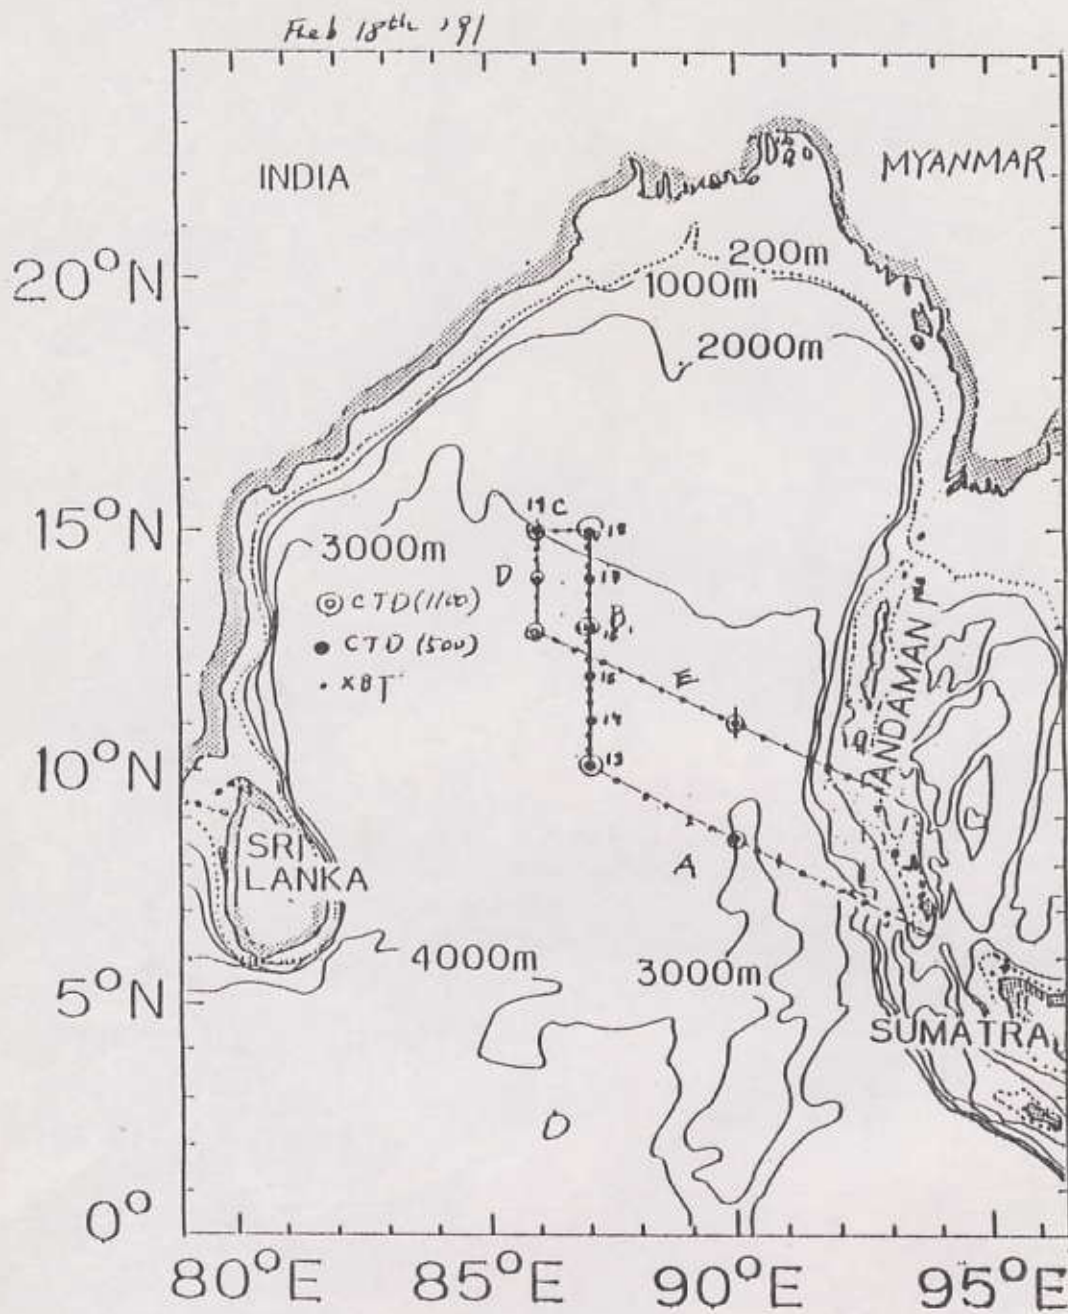 Feb 18th '91
INDIA
MYANMAR
20°N
200m
1000m
2000m
19 C
18
15°N
3000m
D
17
CTD (1100)
B
16
CTD (500)
15
E
XBT
14
ANDAMAN
10°N
13
SRI
LANKA
A
4000m
3000m
5°N
SUMATRA
0°
80°E
85°E
90°E
95°E